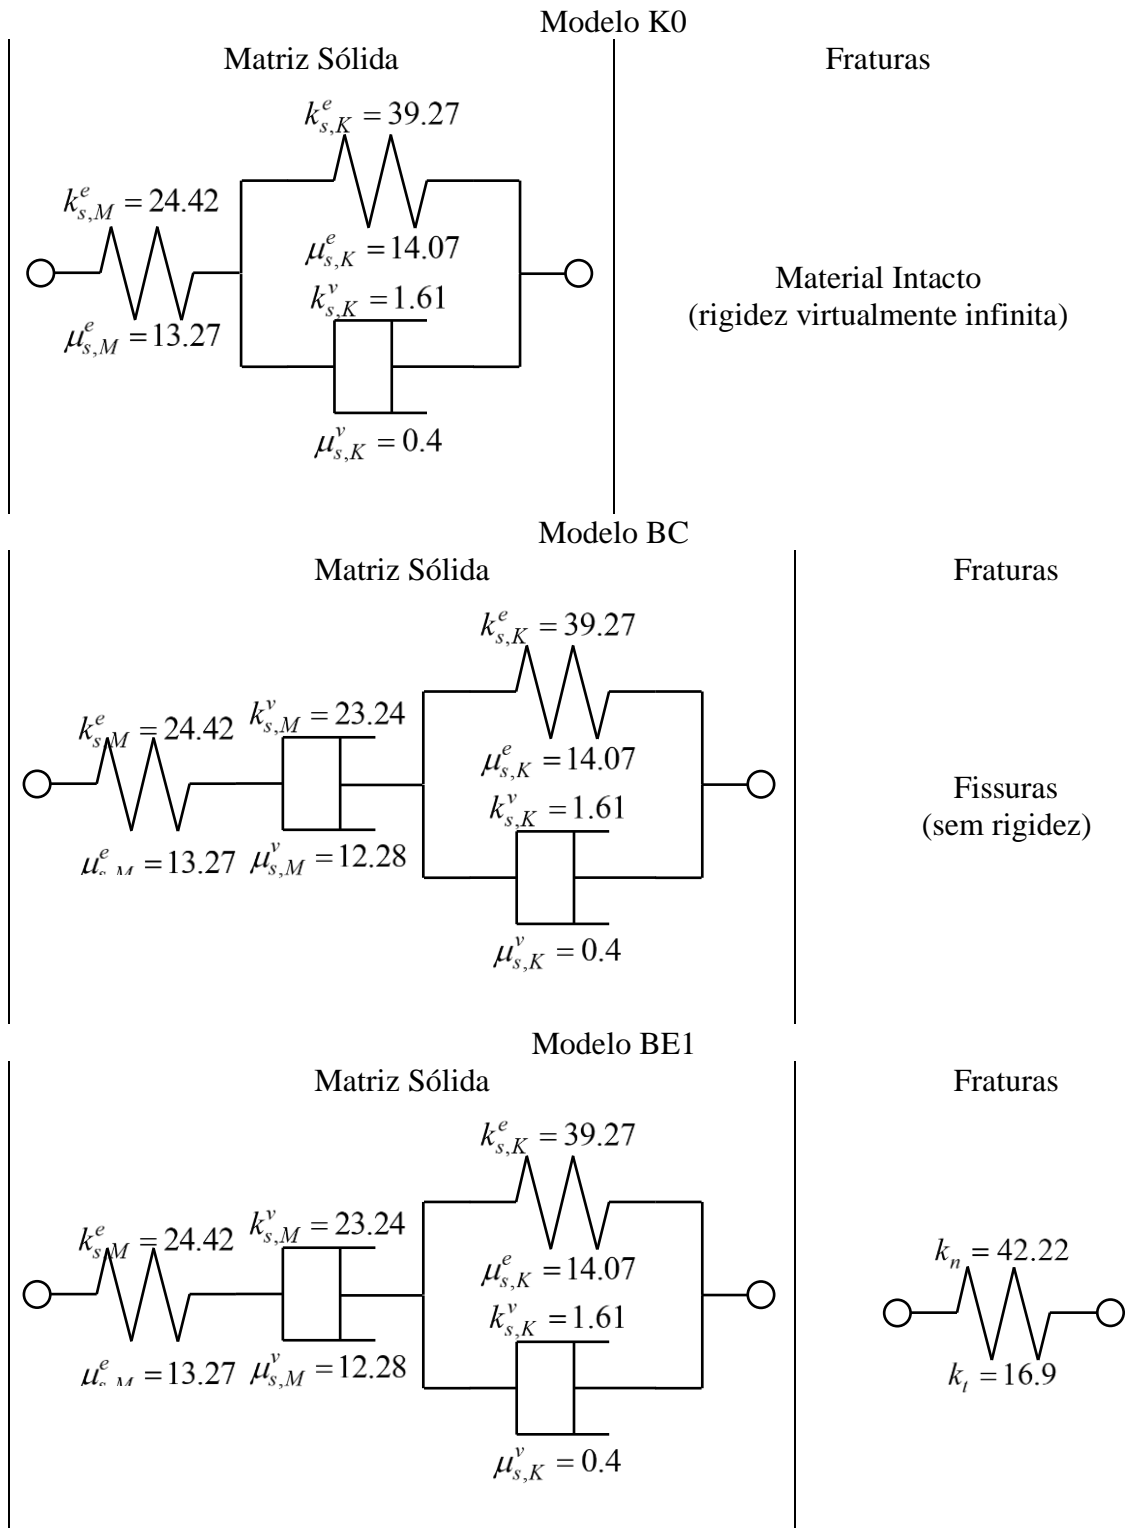 Modelo K0
Matriz Sólida
Fraturas
k^e_{s,K} = 39.27
k^e_{s,M} = 24.42
μ^e_{s,K} = 14.07
k^v_{s,K} = 1.61
μ^e_{s,M} = 13.27
μ^v_{s,K} = 0.4
Material Intacto
(rigidez virtualmente infinita)
Modelo BC
Matriz Sólida
Fraturas
k^e_{s,K} = 39.27
k^e_{s,M} = 24.42
k^v_{s,M} = 23.24
μ^e_{s,K} = 14.07
k^v_{s,K} = 1.61
μ^e_{s,M} = 13.27
μ^v_{s,M} = 12.28
μ^v_{s,K} = 0.4
Fissuras
(sem rigidez)
Modelo BE1
Matriz Sólida
Fraturas
k^e_{s,K} = 39.27
k^e_{s,M} = 24.42
k^v_{s,M} = 23.24
μ^e_{s,K} = 14.07
k^v_{s,K} = 1.61
μ^e_{s,M} = 13.27
μ^v_{s,M} = 12.28
μ^v_{s,K} = 0.4
k_n = 42.22
k_t = 16.9